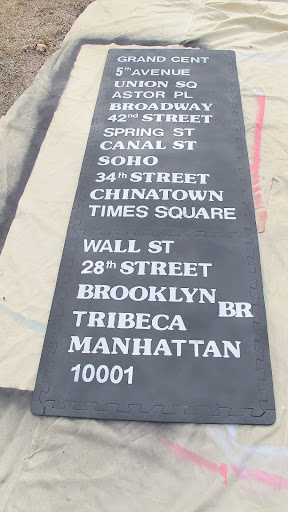 GRAND CENT
5th AVENUE
UNION SQ
ASTOR PL
BROADWAY
42nd STREET
SPRING ST
CANAL ST
SOHO
34th STREET
CHINATOWN
TIMES SQUARE
WALL ST
28th STREET
BROOKLYN BR
TRIBECA
MANHATTAN
10001